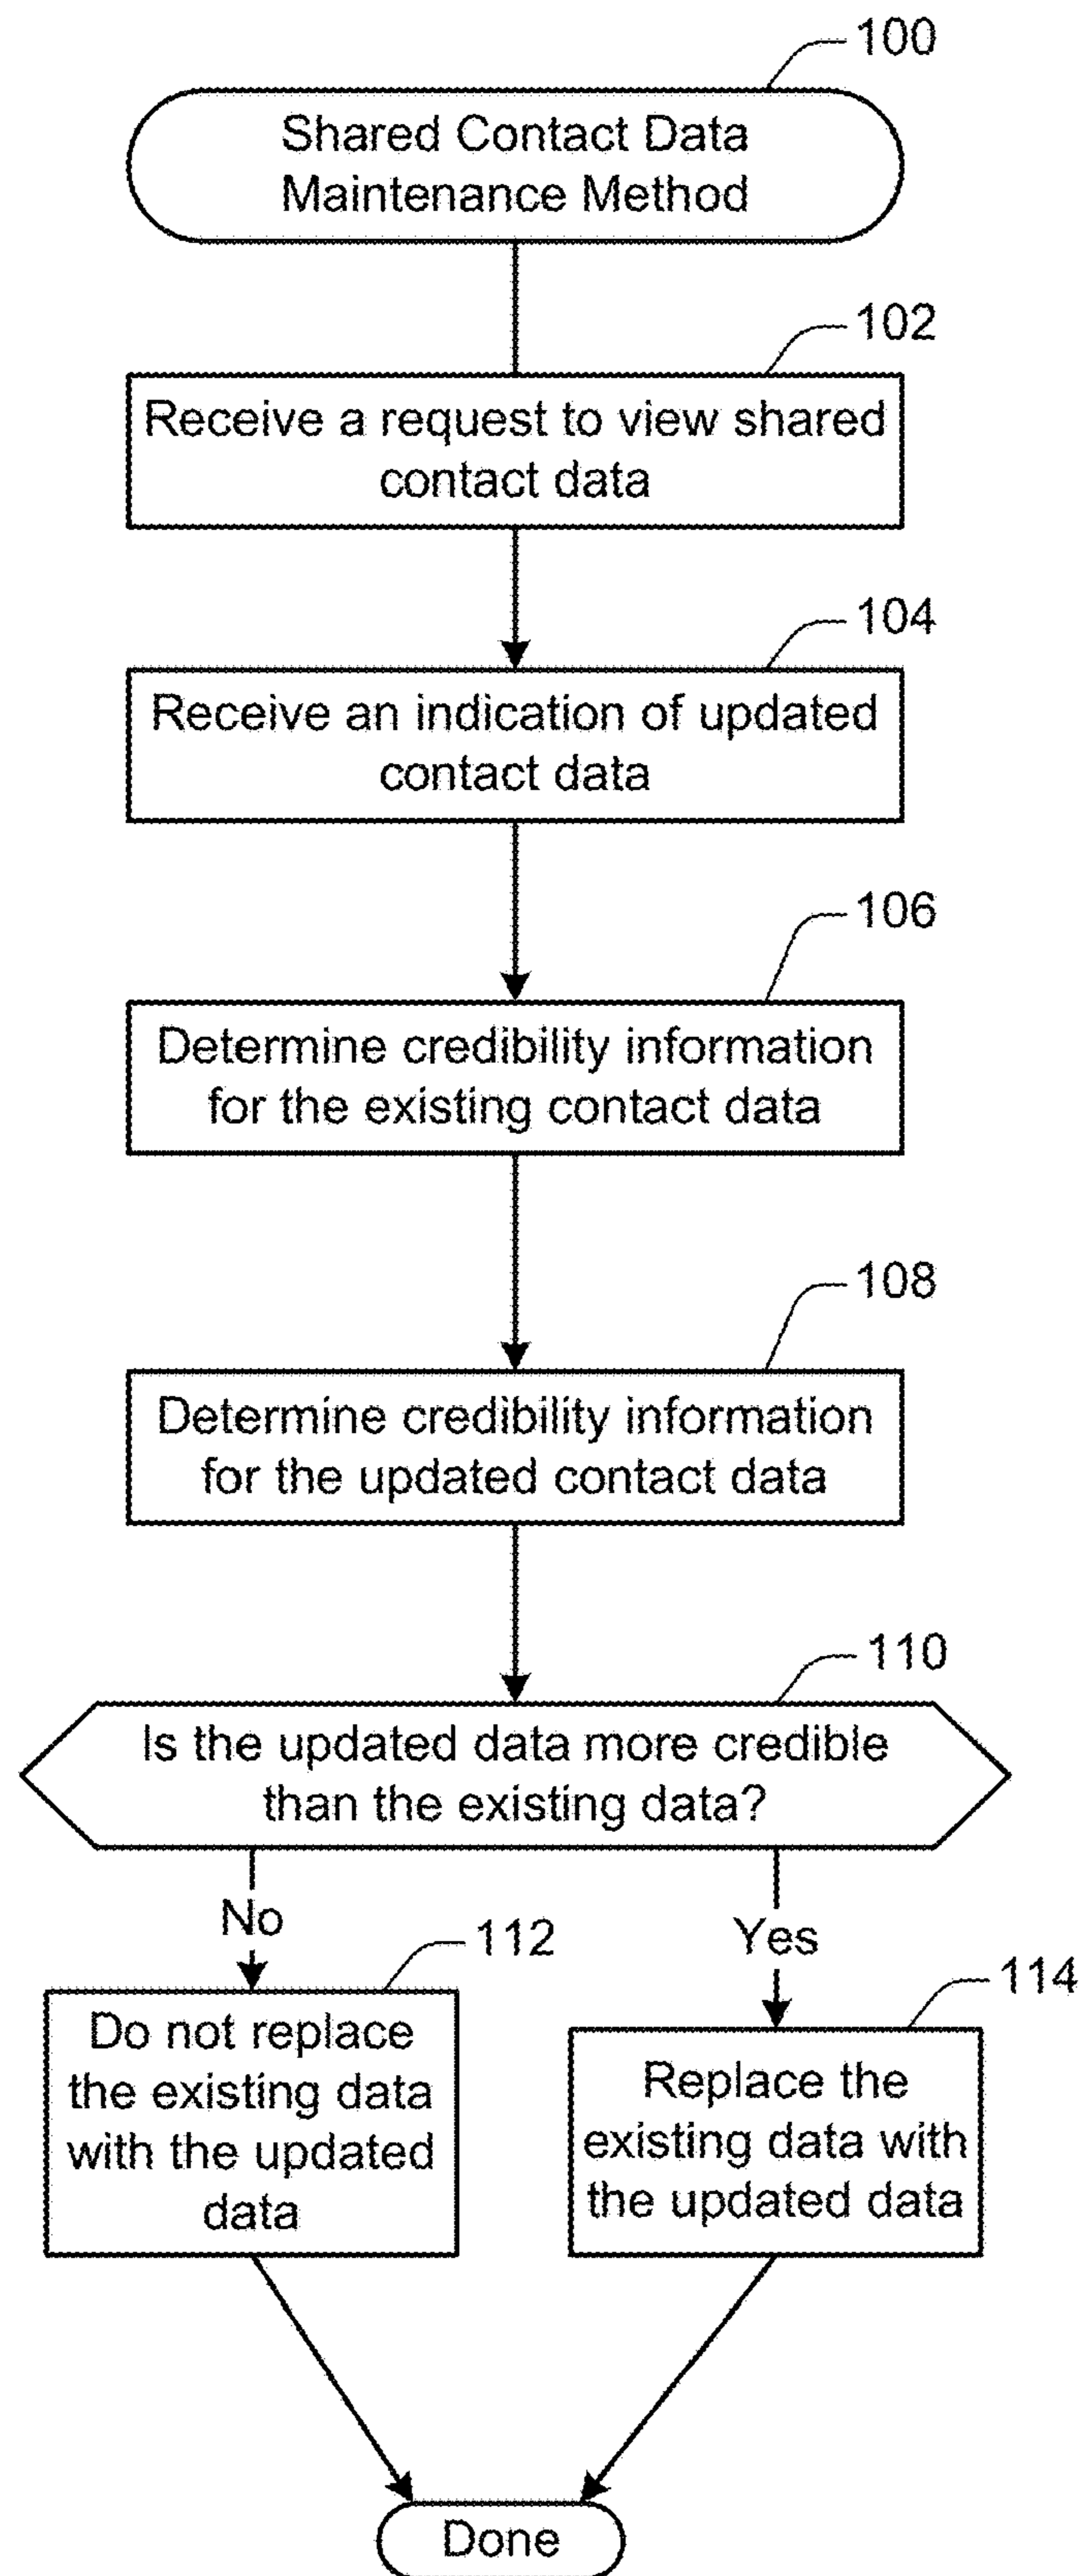 100
Shared Contact Data
Maintenance Method
102
Receive a request to view shared
contact data
104
Receive an indication of updated
contact data
106
Determine credibility information
for the existing contact data
108
Determine credibility information
for the updated contact data
110
Is the updated data more credible
than the existing data?
No
Yes
112
Do not replace
the existing data
with the updated
data
114
Replace the
existing data with
the updated data
Done